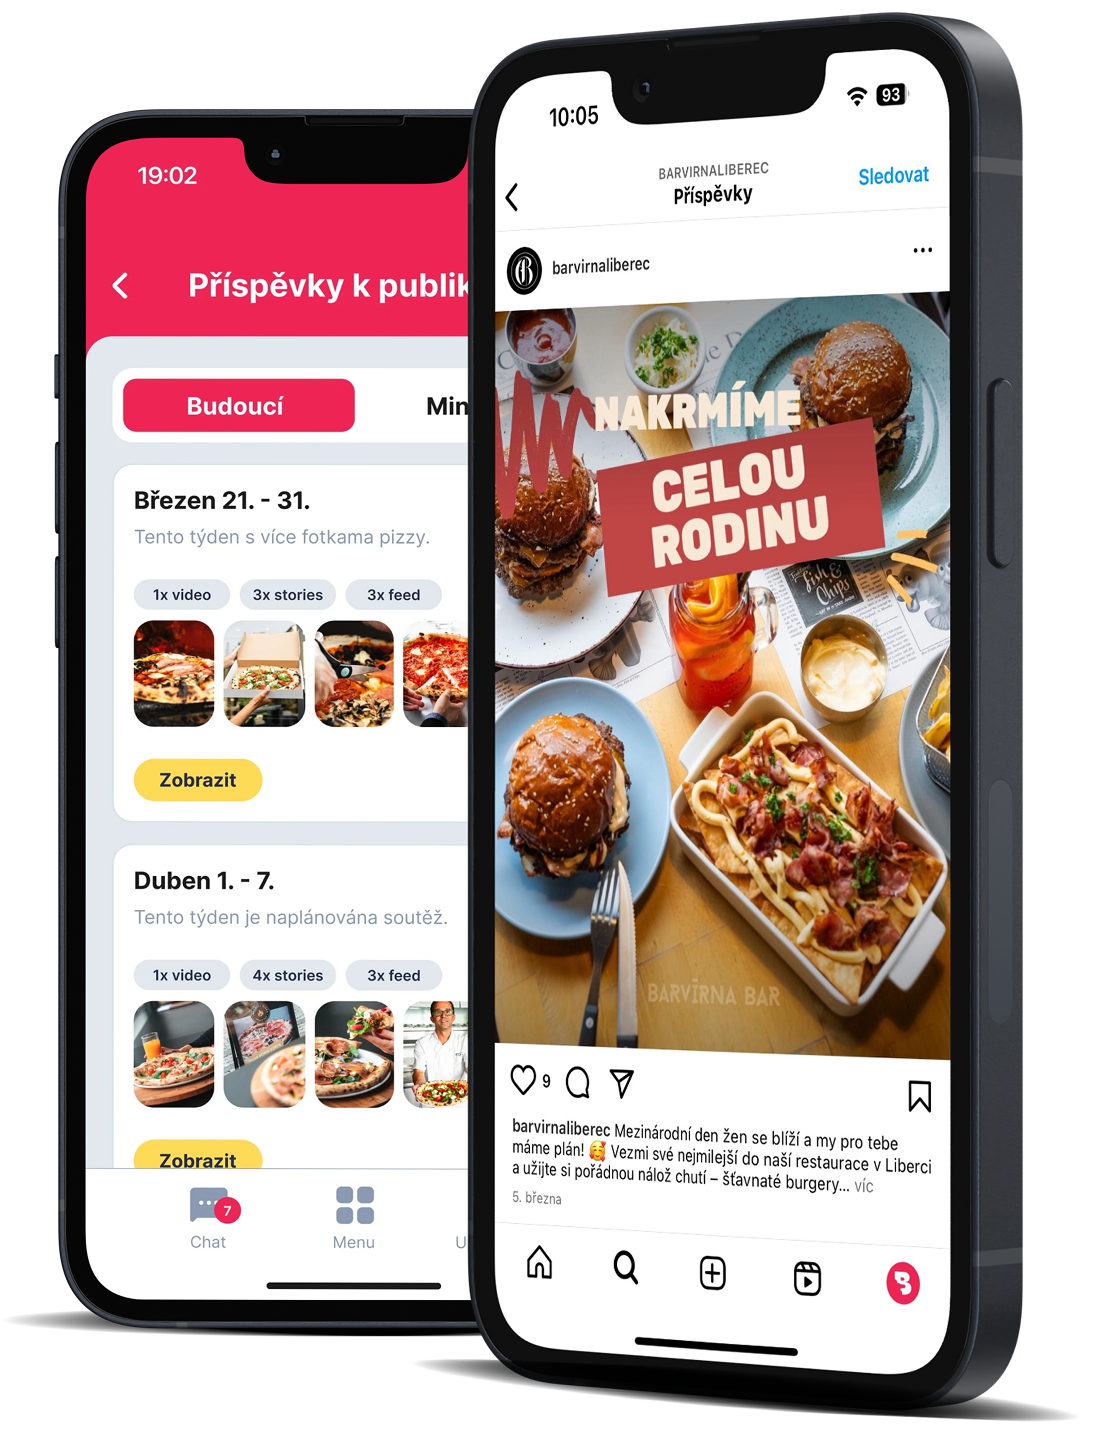 19:02
Příspěvky k publik
Budoucí
Min
Březen 21. - 31.
Tento týden s více fotkama pizzy.
1x video
3x stories
3x feed
Zobrazit
Duben 1. - 7.
Tento týden je naplánována soutěž.
1x video
4x stories
3x feed
Zobrazit
7
Chat
Menu
U
10:05
93
BARVIRNALIBEREC
Příspěvky
Sledovat
barvirnaliberec
NAKRMÍME
CELOU
RODINU
Fish &
Chips
BARVÍRNA BAR
9
barvirnaliberec Mezinárodní den žen se blíží a my pro tebe
máme plán! 🥰 Vezmi své nejmilejší do naší restaurace v Liberci
a užijte si pořádnou nálož chutí – šťavnaté burgery... víc
5. března